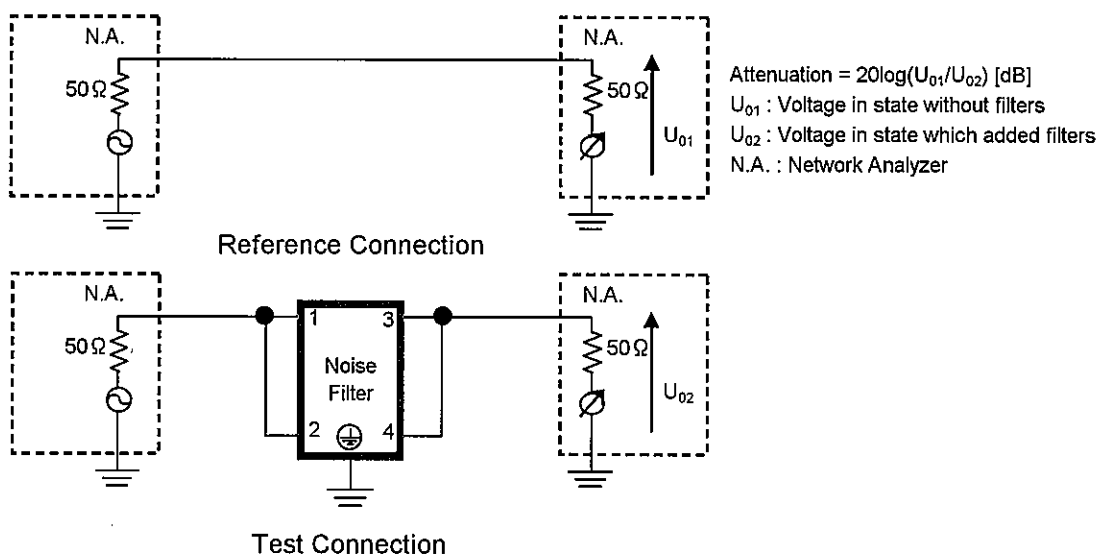 N.A.
N.A.
50Ω
50Ω
U01
Attenuation = 20log(U01/U02) [dB]
U01 : Voltage in state without filters
U02 : Voltage in state which added filters
N.A. : Network Analyzer
Reference Connection
N.A.
N.A.
50Ω
1
3
50Ω
Noise
Filter
U02
2
4
Test Connection